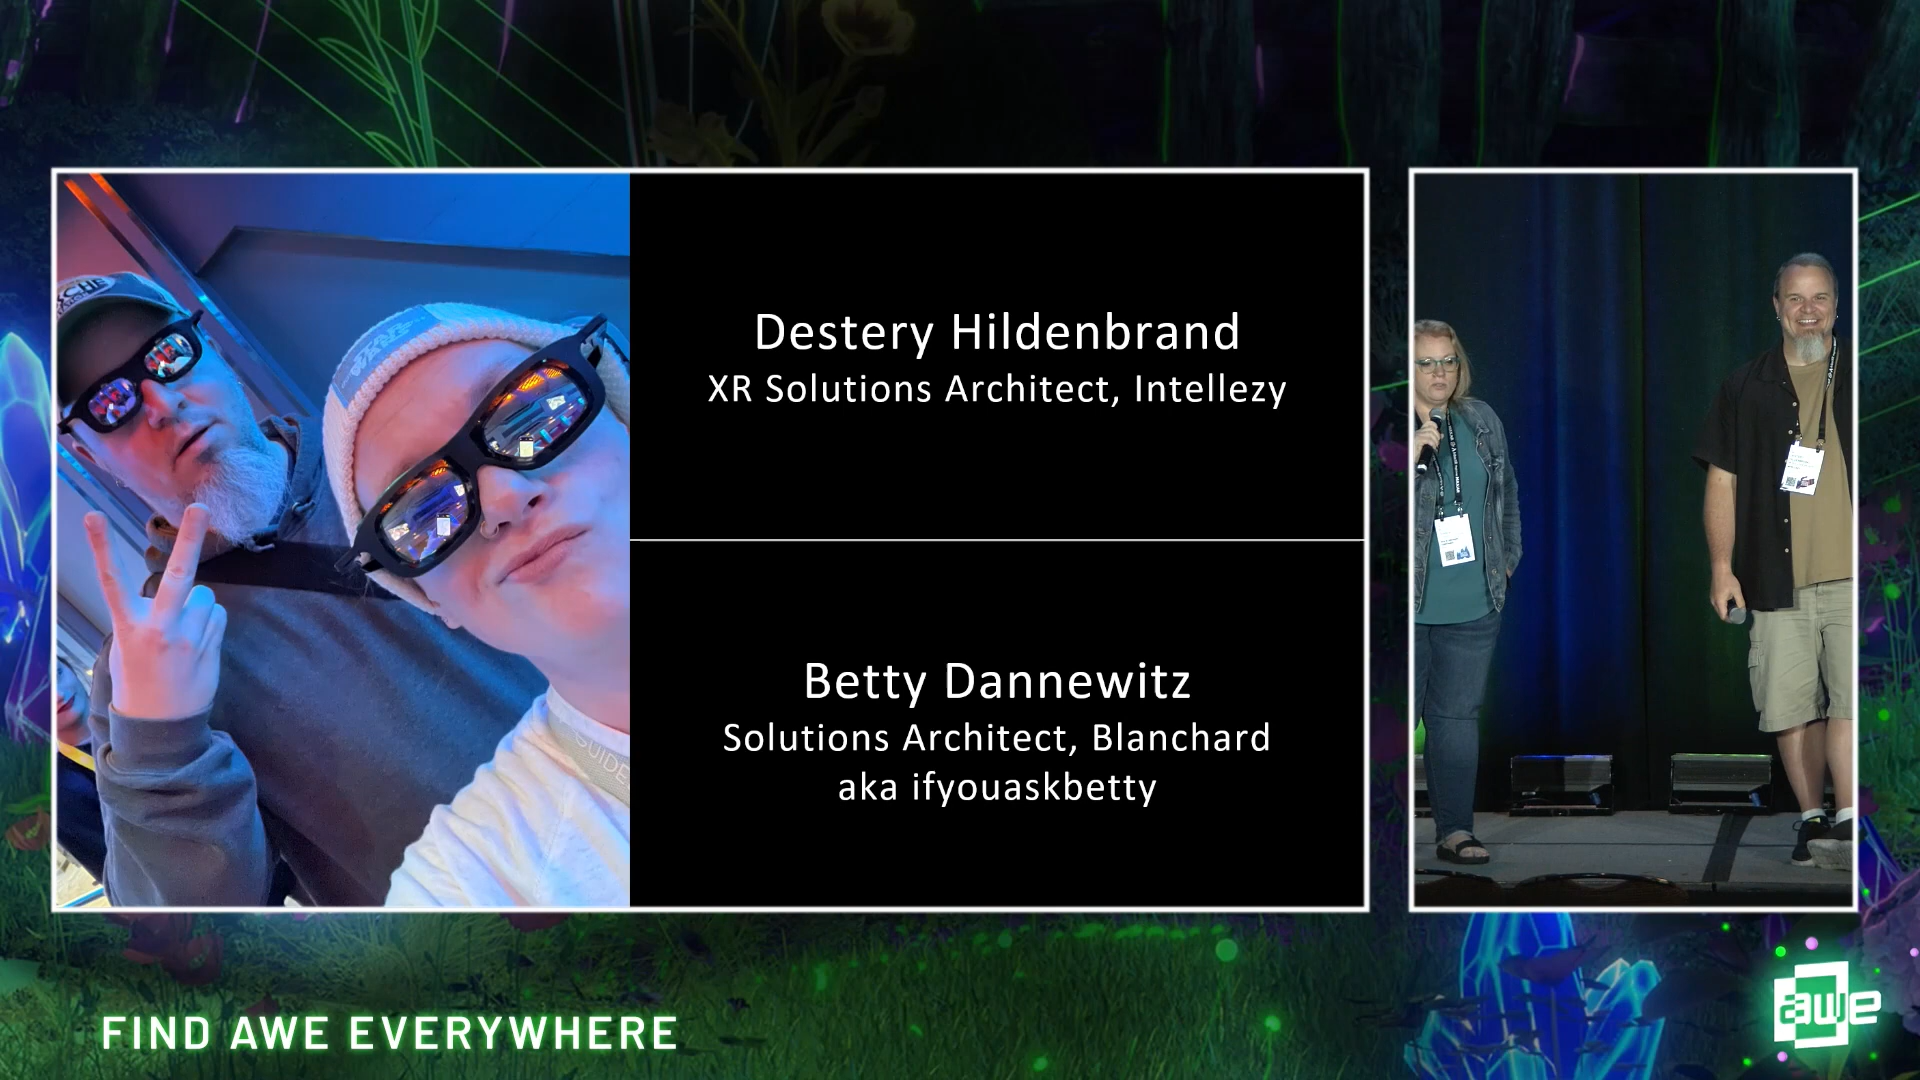 Destery Hildenbrand
XR Solutions Architect, Intellezy
Betty Dannewitz
Solutions Architect, Blanchard
aka ifyouaskbetty
FIND AWE EVERYWHERE
awe